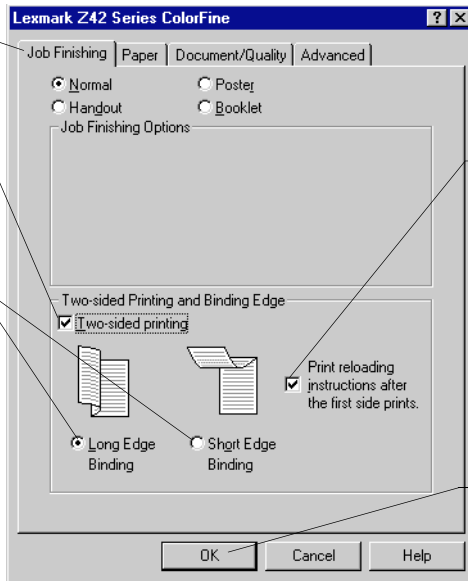 Lexmark Z42 Series ColorFine
Job Finishing Paper Document/Quality Advanced
Normal Poster
Handout Booklet
Job Finishing Options
Two-sided Printing and Binding Edge
Two-sided printing
Print reloading
instructions after
the first side prints.
Long Edge
Binding
Short Edge
Binding
OK Cancel Help